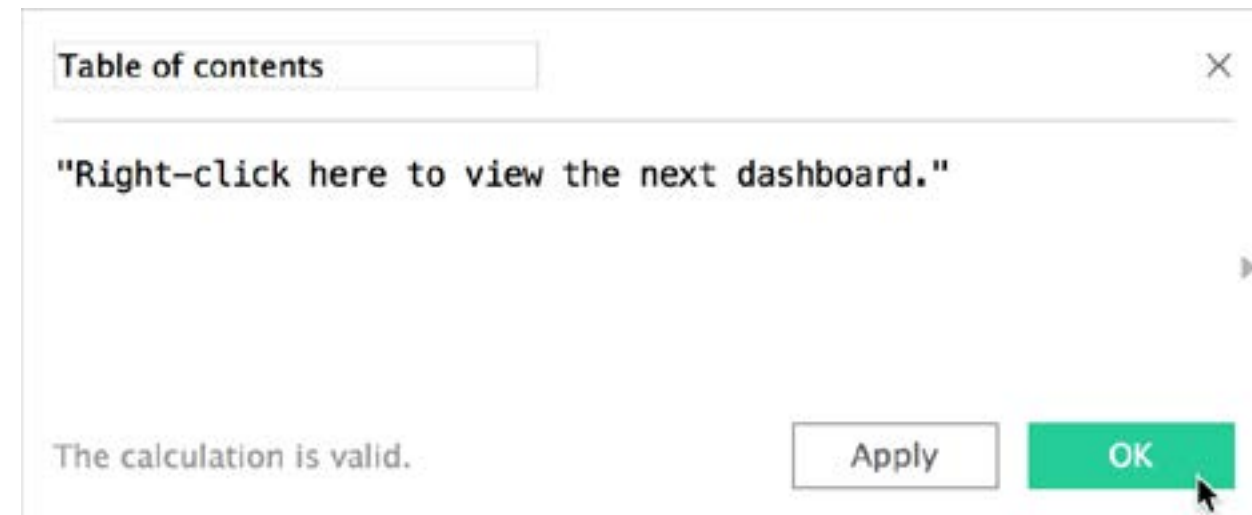 Table of contents
"Right-click here to view the next dashboard."
The calculation is valid.
Apply
OK